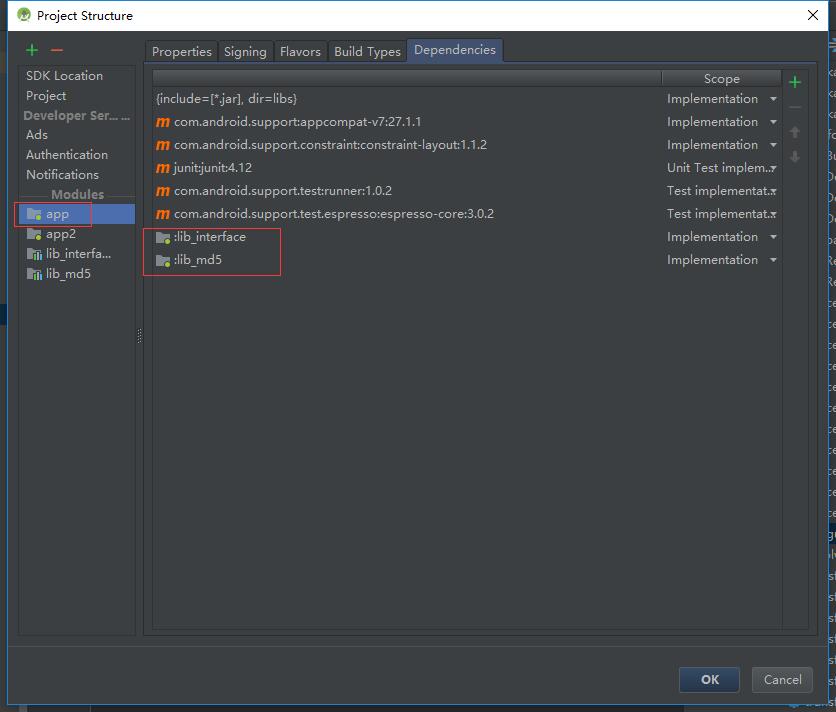 Project Structure
Properties Signing Flavors Build Types Dependencies
SDK Location
Project
Developer Ser... ...
Ads
Authentication
Notifications
Modules
app
app2
lib_interfa...
lib_md5
Scope
{include=[*.jar], dir=libs} Implementation
m com.android.support:appcompat-v7:27.1.1 Implementation
m com.android.support.constraint:constraint-layout:1.1.2 Implementation
m junit:junit:4.12 Unit Test implem...
m com.android.support.test:runner:1.0.2 Test implementat...
m com.android.support.test.espresso:espresso-core:3.0.2 Test implementat...
:lib_interface Implementation
:lib_md5 Implementation
OK Cancel